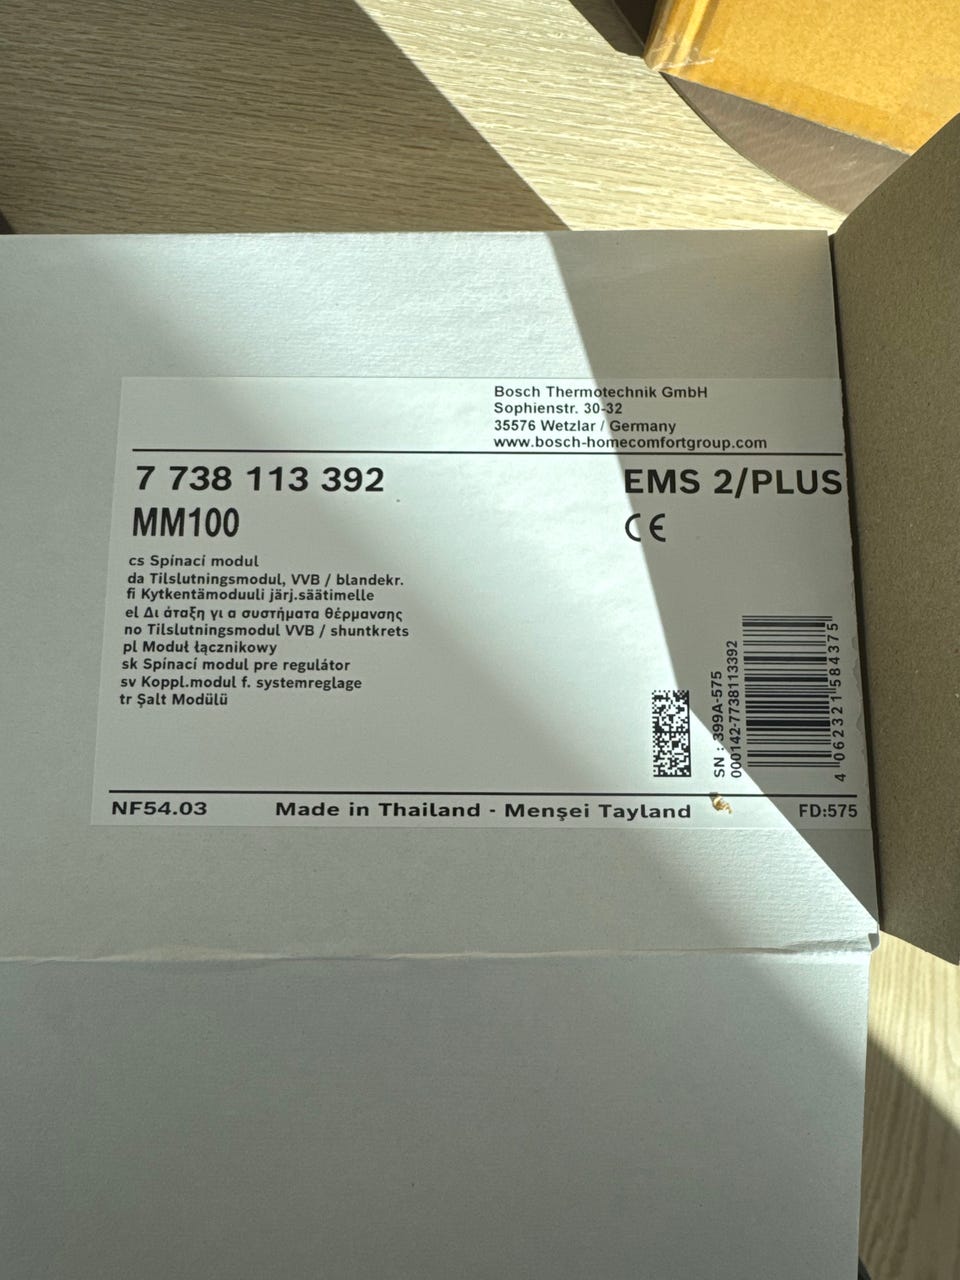 Bosch Thermotechnik GmbH
Sophienstr. 30-32
35576 Wetzlar / Germany
www.bosch-homecomfortgroup.com
7 738 113 392
EMS 2/PLUS
MM100
CE
cs Spínací modul
da Tilslutningsmodul, VVB / blandekr.
fi Kytkentämoduuli järj.säätimelle
el Δι άταξη γι α συστήματα θέρμανσης
no Tilslutningsmodul VVB / shuntkrets
pl Moduł łącznikowy
sk Spínací modul pre regulátor
sv Koppl.modul f. systemreglage
tr Şalt Modülü
SN : 399A-575
000142-7738113392
4 062321 584375
NF54.03
Made in Thailand - Menşei Tayland
FD:575